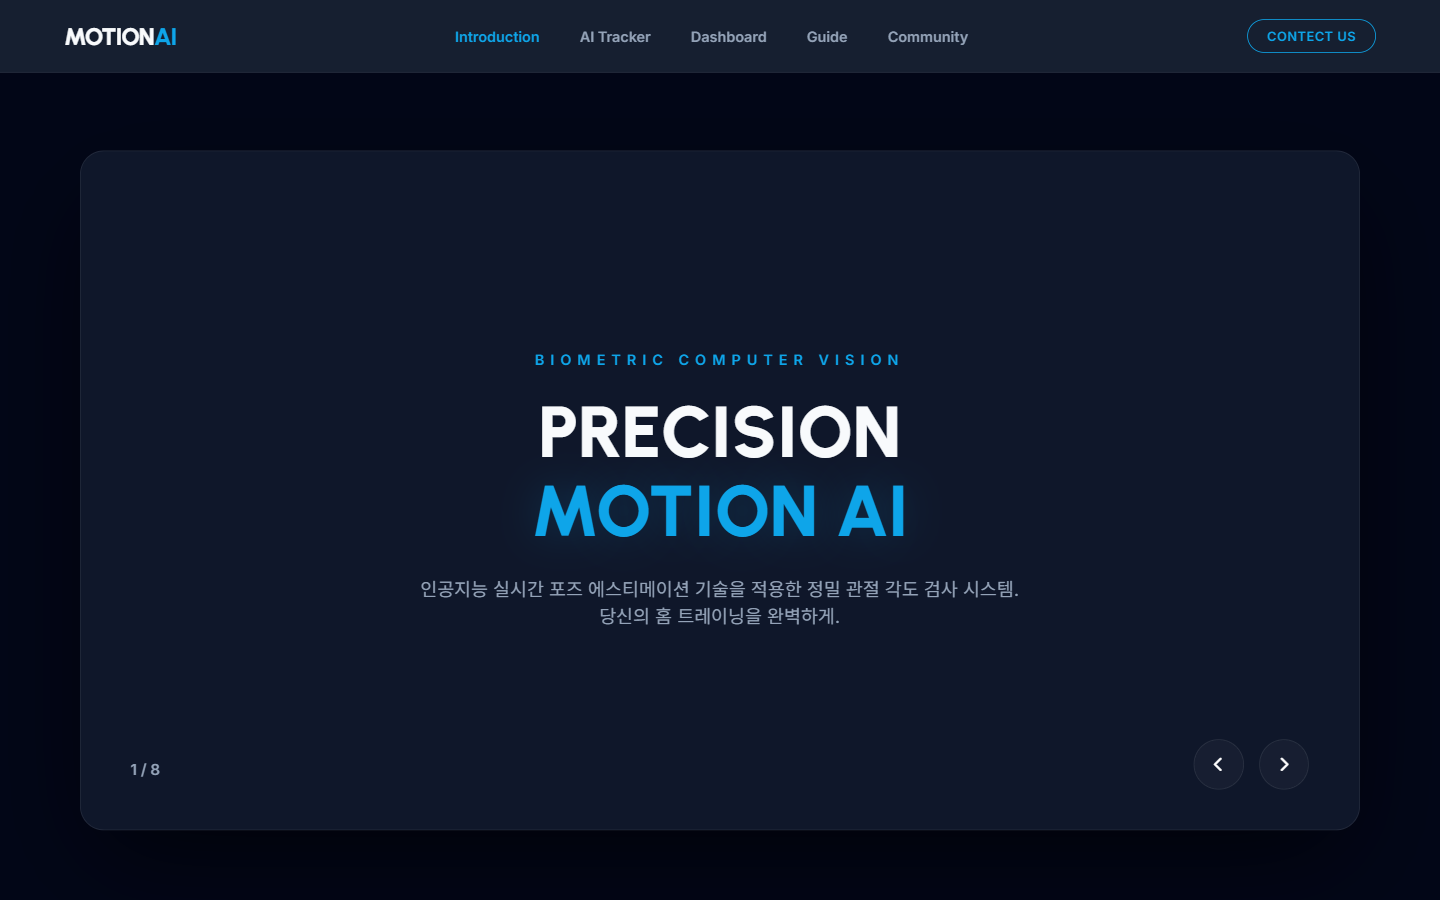 MOTIONAI
Introduction
AI Tracker
Dashboard
Guide
Community
CONTECT US
BIOMETRIC COMPUTER VISION
PRECISION
MOTION AI
인공지능 실시간 포즈 에스티메이션 기술을 적용한 정밀 관절 각도 검사 시스템.
당신의 홈 트레이닝을 완벽하게.
1 / 8